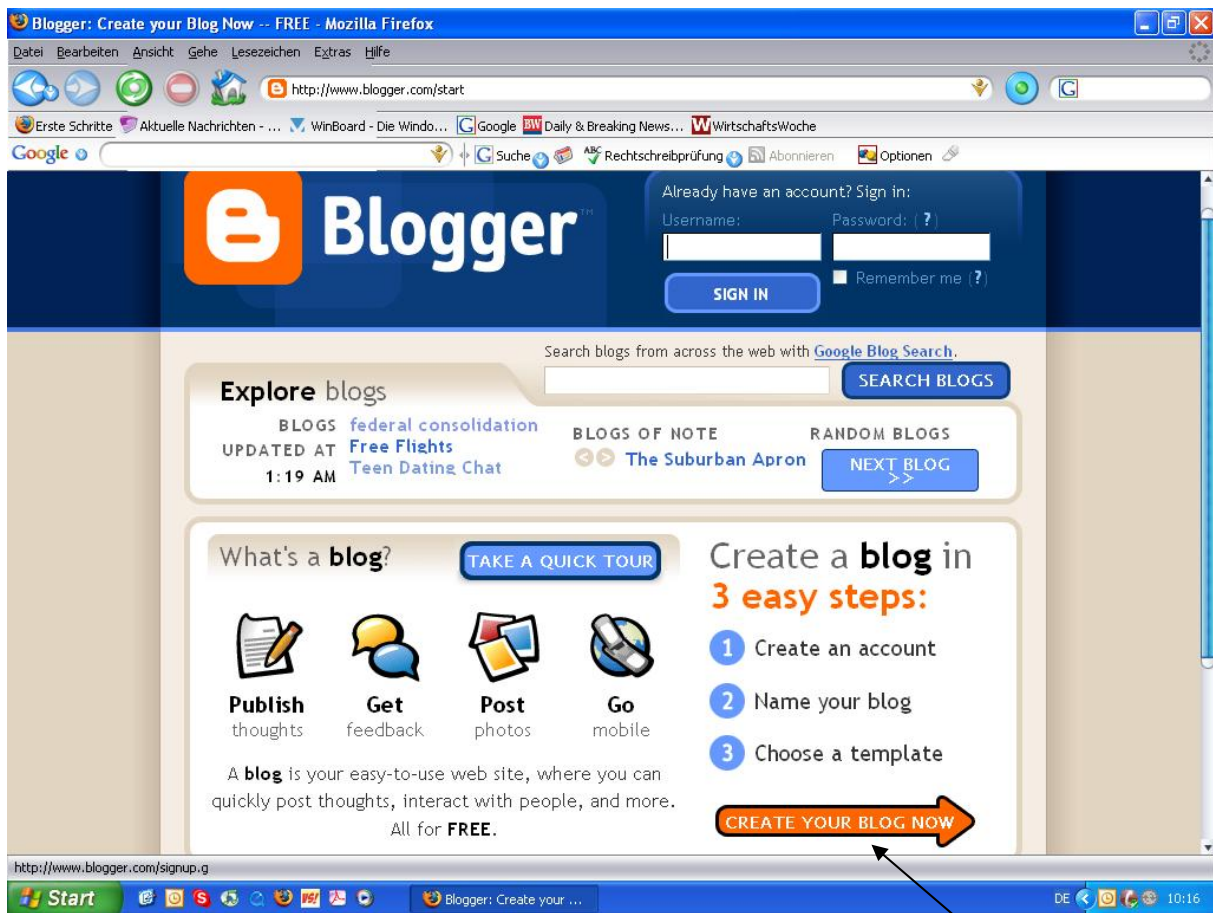 Blogger: Create your Blog Now -- FREE - Mozilla Firefox
Datei Bearbeiten Ansicht Gehe Lesezeichen Extras Hilfe
http://www.blogger.com/start
G
Erste Schritte Aktuelle Nachrichten - ... WinBoard - Die Windo... G Google BW Daily & Breaking News... W WirtschaftsWoche
Google G Suche ABC Rechtschreibprüfung Abonnieren Optionen
Blogger™
Already have an account? Sign in:
Username: Password: (?)
Remember me (?)
SIGN IN
Search blogs from across the web with Google Blog Search.
SEARCH BLOGS
Explore blogs
BLOGS UPDATED AT 1:19 AM
federal consolidation
Free Flights
Teen Dating Chat
BLOGS OF NOTE
The Suburban Apron
RANDOM BLOGS
NEXT BLOG
>>
What's a blog?
TAKE A QUICK TOUR
Publish thoughts
Get feedback
Post photos
Go mobile
A blog is your easy-to-use web site, where you can
quickly post thoughts, interact with people, and more.
All for FREE.
Create a blog in
3 easy steps:
1 Create an account
2 Name your blog
3 Choose a template
CREATE YOUR BLOG NOW
http://www.blogger.com/signup.g
Start Blogger: Create your ... DE 10:16